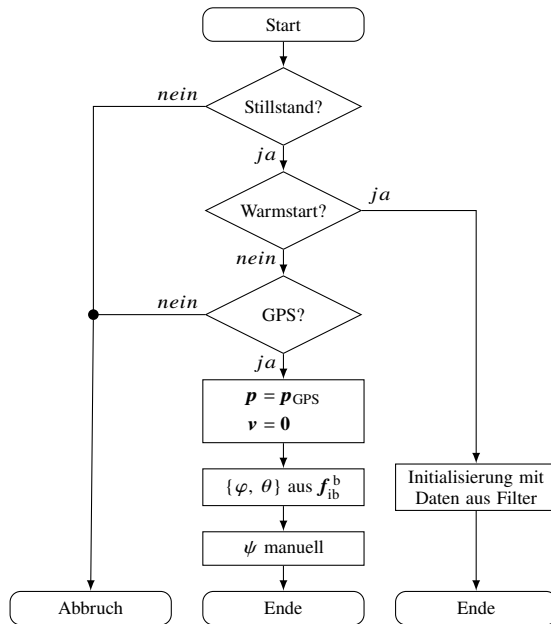 Start
nein
Stillstand?
ja
Warmstart?
ja
nein
nein
GPS?
ja
p = p_GPS
v = 0
{φ, θ} aus f_ib^b
Initialisierung mit
Daten aus Filter
ψ manuell
Abbruch
Ende
Ende